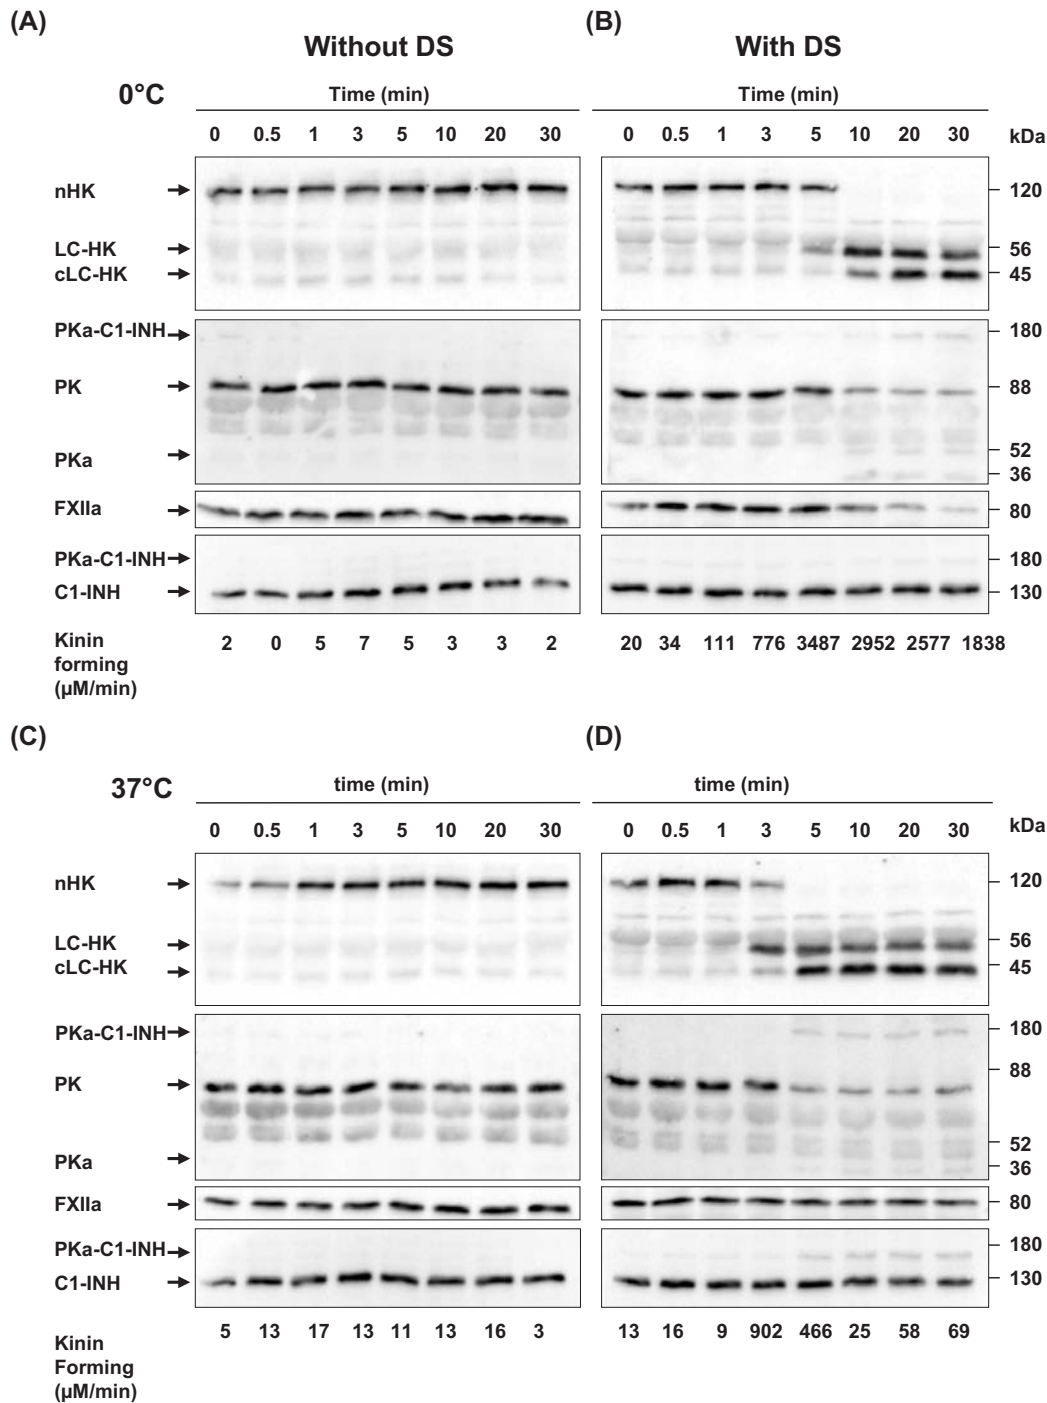 (A)
(B)
Without DS
With DS
0°C
Time (min)
Time (min)
0 0.5 1 3 5 10 20 30
0 0.5 1 3 5 10 20 30
kDa
nHK
120
LC-HK
56
cLC-HK
45
PKa-C1-INH
180
PK
88
52
PKa
36
FXIIa
80
PKa-C1-INH
180
C1-INH
130
Kinin
forming
(µM/min)
2 0 5 7 5 3 3 2
20 34 111 776 3487 2952 2577 1838
(C)
(D)
37°C
time (min)
time (min)
0 0.5 1 3 5 10 20 30
0 0.5 1 3 5 10 20 30
kDa
nHK
120
LC-HK
56
cLC-HK
45
PKa-C1-INH
180
PK
88
52
PKa
36
FXIIa
80
PKa-C1-INH
180
C1-INH
130
Kinin
Forming
(µM/min)
5 13 17 13 11 13 16 3
13 16 9 902 466 25 58 69